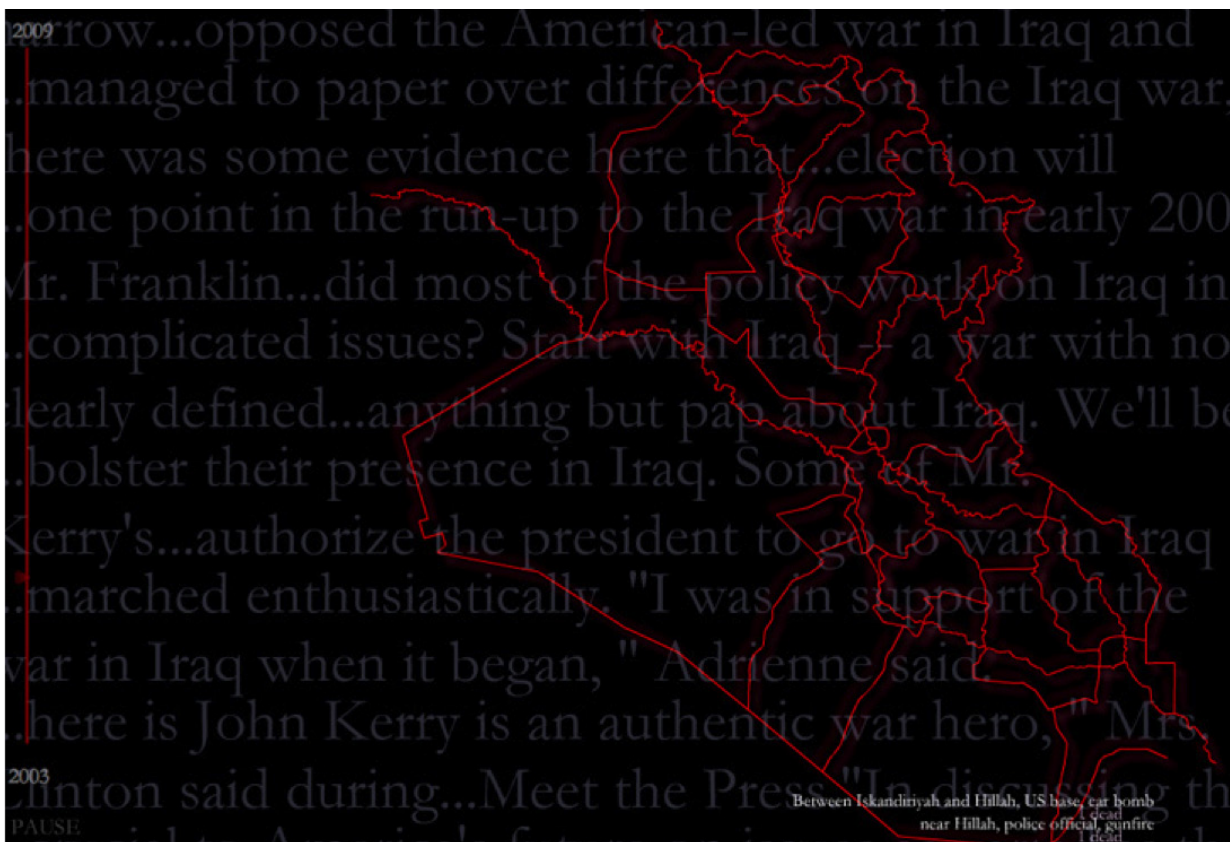 2009
arrow...opposed the American-led war in Iraq and
...managed to paper over differences on the Iraq war,
here was some evidence here that...election will
...one point in the run-up to the Iraq war in early 200
Mr. Franklin...did most of the policy work on Iraq in
...complicated issues? Start with Iraq -- a war with no
clearly defined...anything but pap about Iraq. We'll be
...bolster their presence in Iraq. Some of Mr.
Kerry's...authorize the president to go to war in Iraq
...marched enthusiastically. "I was in support of the
war in Iraq when it began, " Adrienne said.
...here is John Kerry is an authentic war hero, " Mrs.
2003
Clinton said during...Meet the Press. "In discussing th
Between Iskandiriyah and Hillah, US base, car bomb
1 dead
near Hillah, police official, gunfire
1 dead
PAUSE